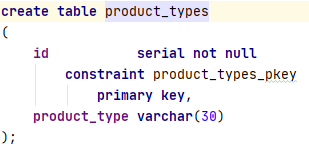 create table product_types
(
    id           serial not null
        constraint product_types_pkey
            primary key,
    product_type varchar(30)
);